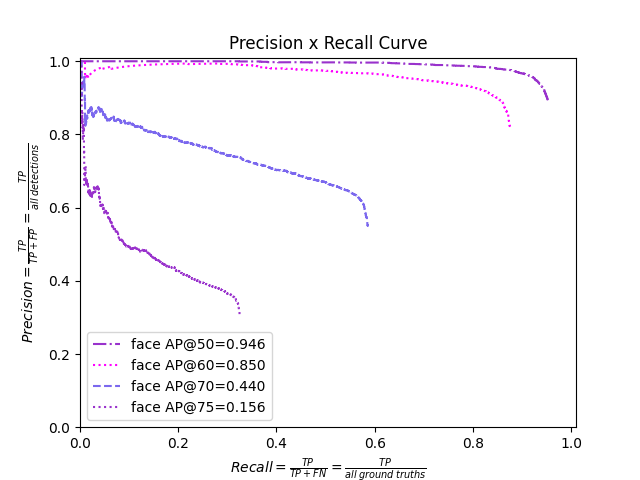 Precision x Recall Curve
1.0
0.8
0.6
0.4
0.2
0.0
Precision = TP / TP + FP = TP / all detections
face AP@50=0.946
face AP@60=0.850
face AP@70=0.440
face AP@75=0.156
0.0 0.2 0.4 0.6 0.8 1.0
Recall = TP / TP + FN = TP / all ground truths